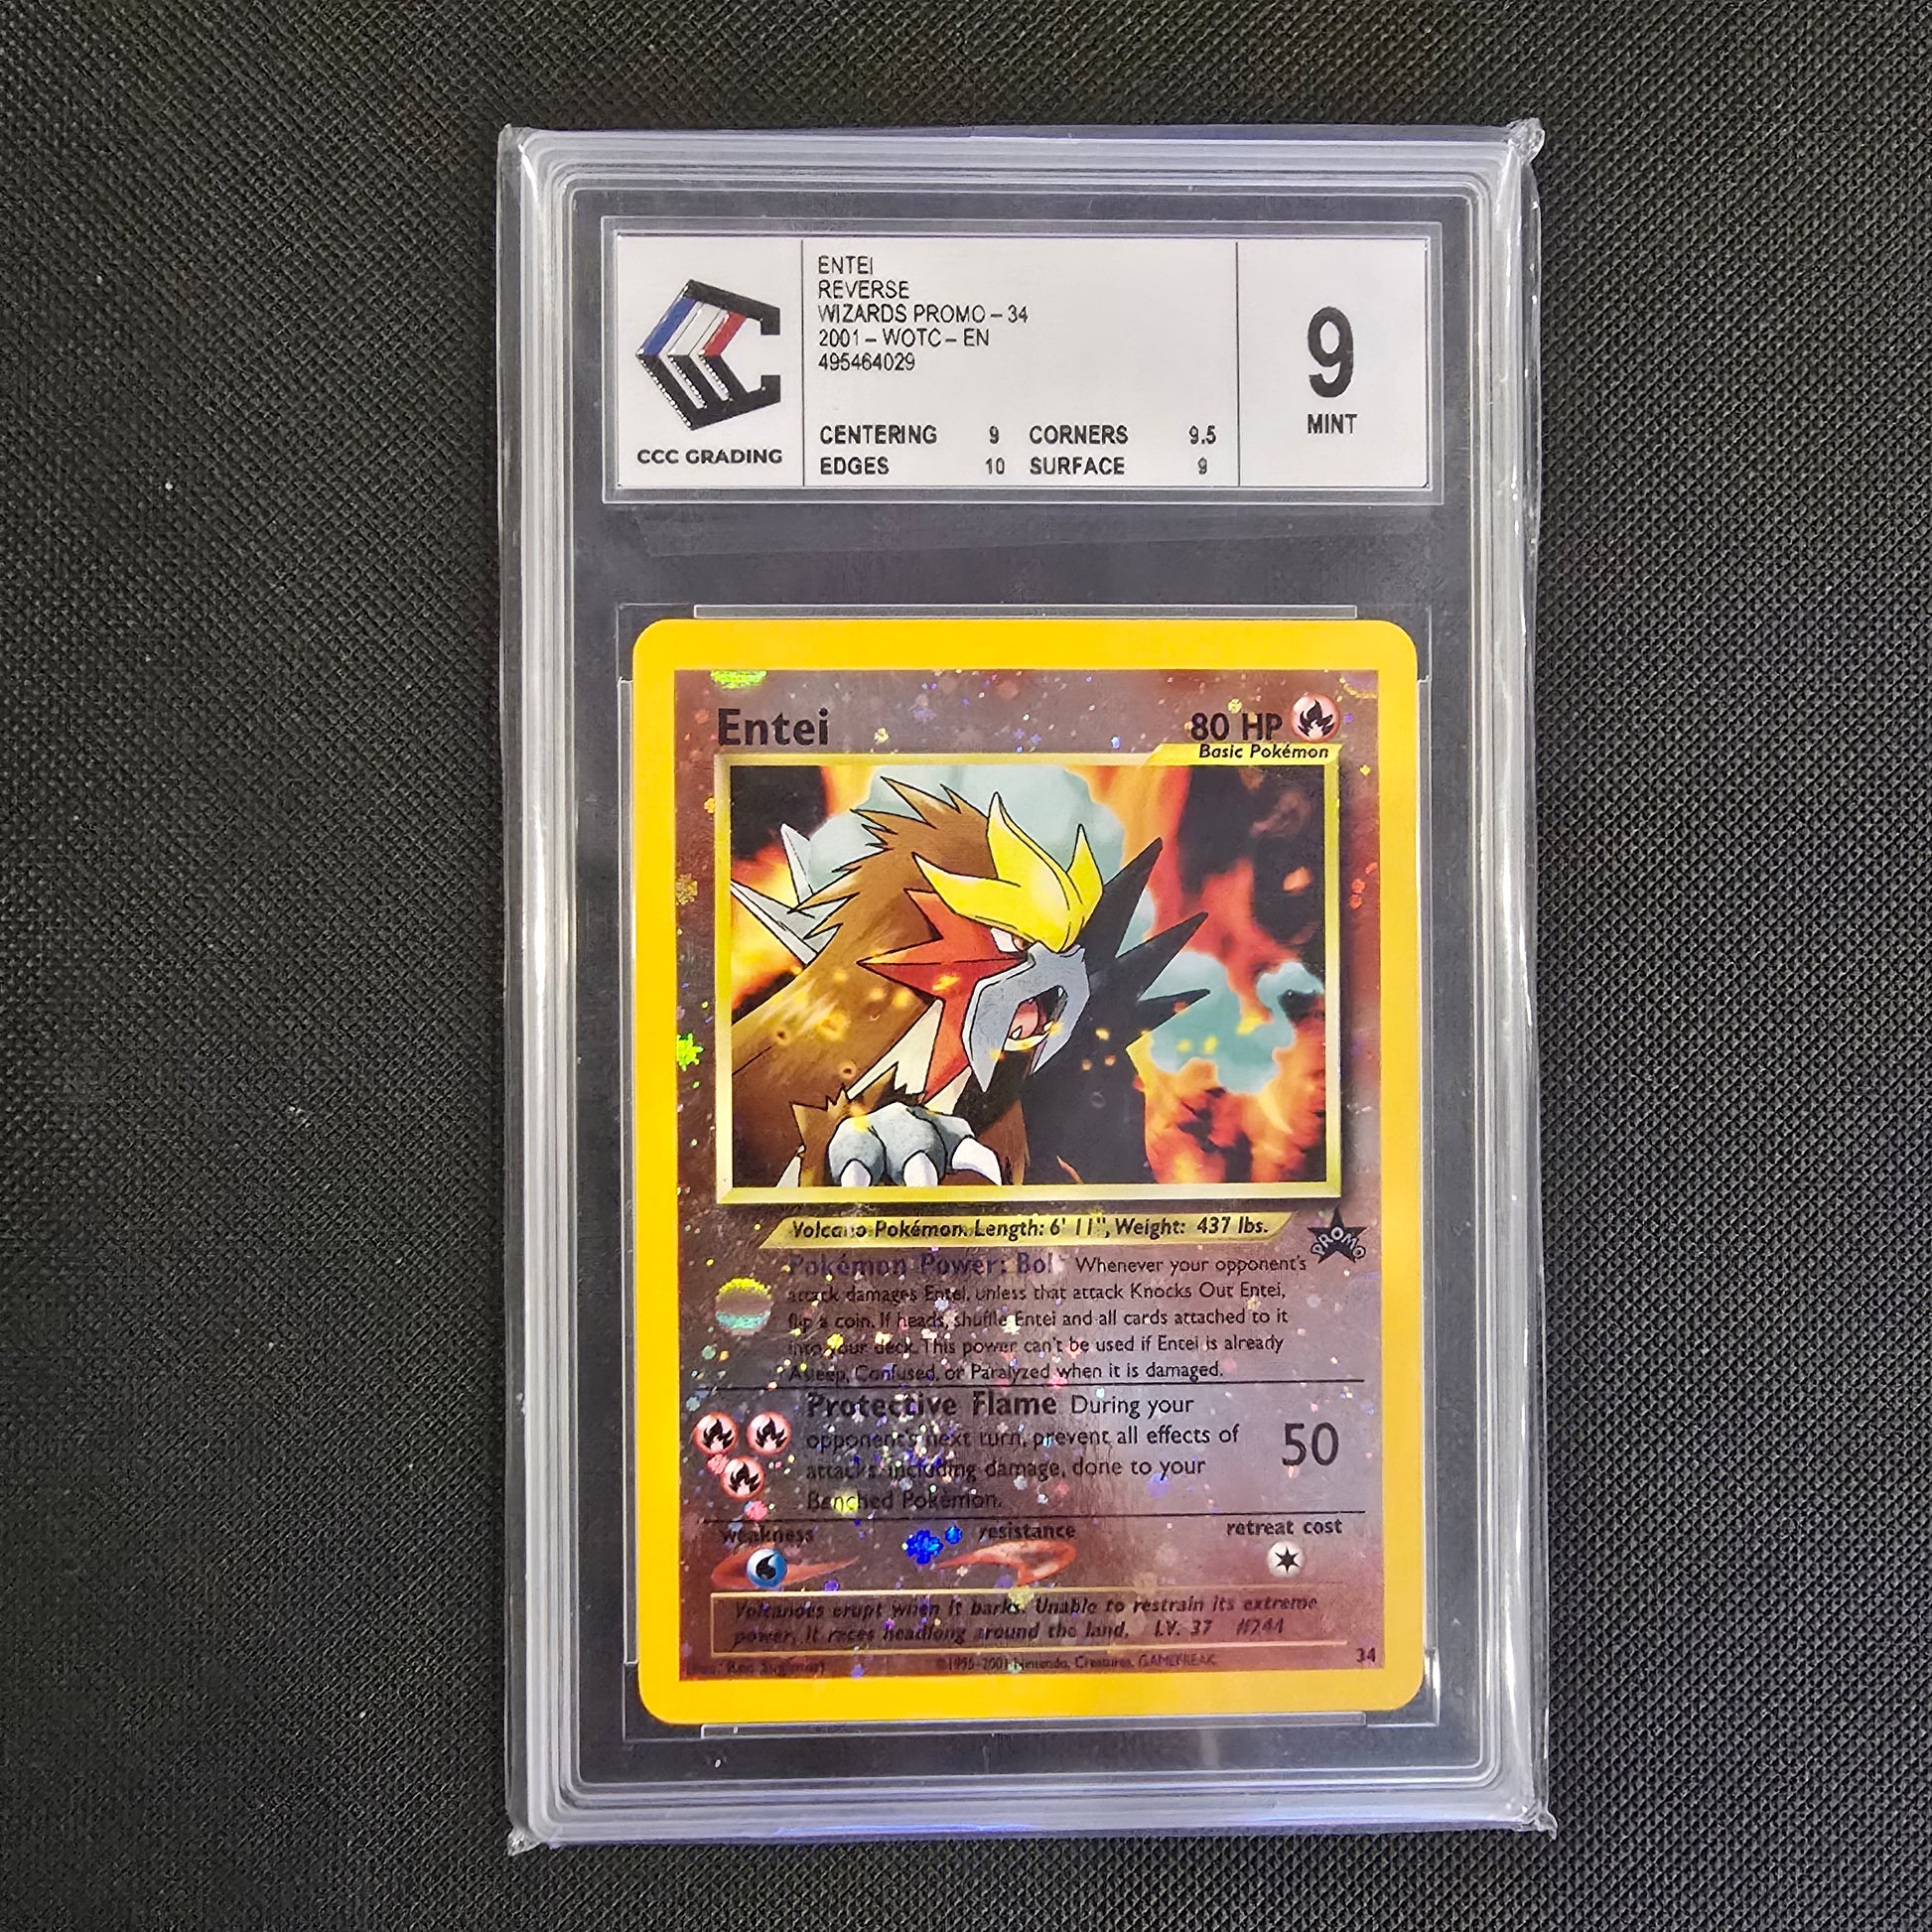 ENTEI
REVERSE
WIZARDS PROMO – 34
2001 – WOTC – EN
495464029
CENTERING 9 CORNERS 9.5
EDGES 10 SURFACE 9
9
MINT
CCC GRADING
Entei
80 HP
Basic Pokémon
Volcano Pokémon. Length: 6' 11", Weight: 437 lbs.
PROMO
Pokémon Power: Bolt Whenever your opponent's
attack damages Entei, unless that attack Knocks Out Entei,
flip a coin. If heads, shuffle Entei and all cards attached to it
into your deck. This power can't be used if Entei is already
Asleep, Confused, or Paralyzed when it is damaged.
Protective Flame During your
opponent's next turn, prevent all effects of
attacks, including damage, done to your
Benched Pokémon.
50
weakness
resistance
retreat cost
Volcanoes erupt when it barks. Unable to restrain its extreme
power, it races headlong around the land. LV. 37 #244
Illus. Ken Sugimori
©1995-2001 Nintendo, Creatures, GAMEFREAK
34